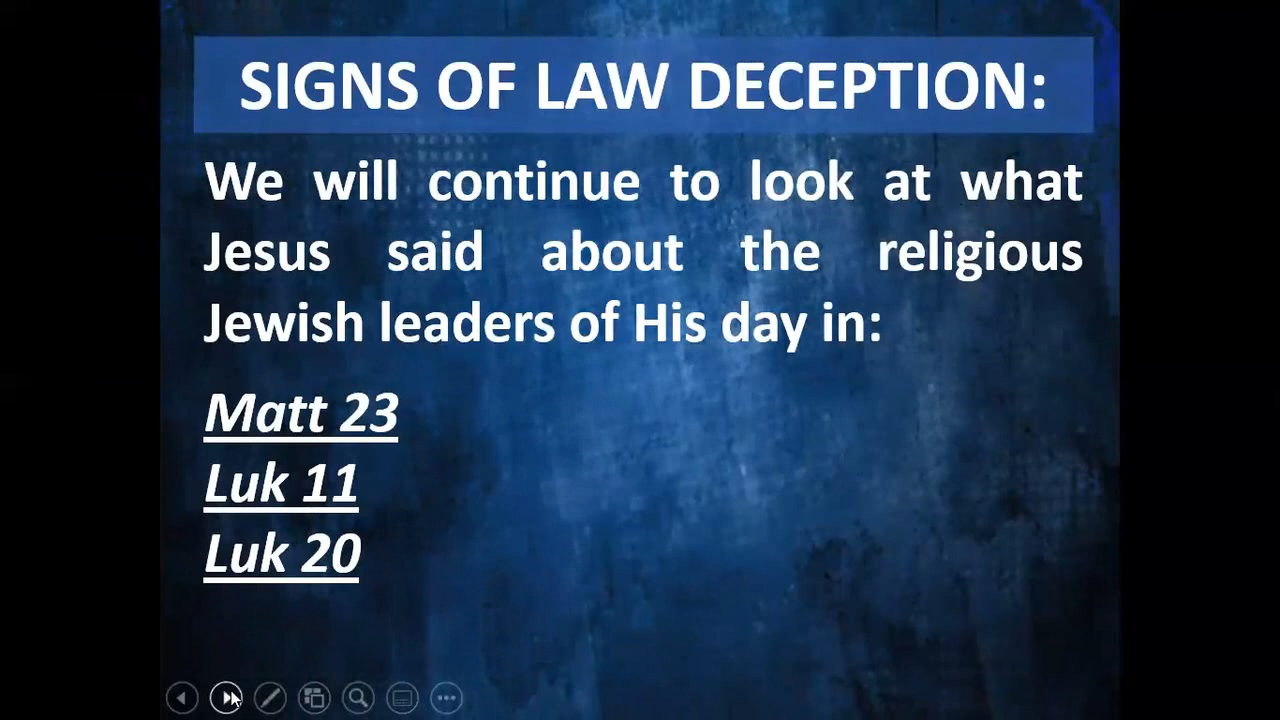 SIGNS OF LAW DECEPTION:
We will continue to look at what
Jesus said about the religious
Jewish leaders of His day in:
Matt 23
Luk 11
Luk 20